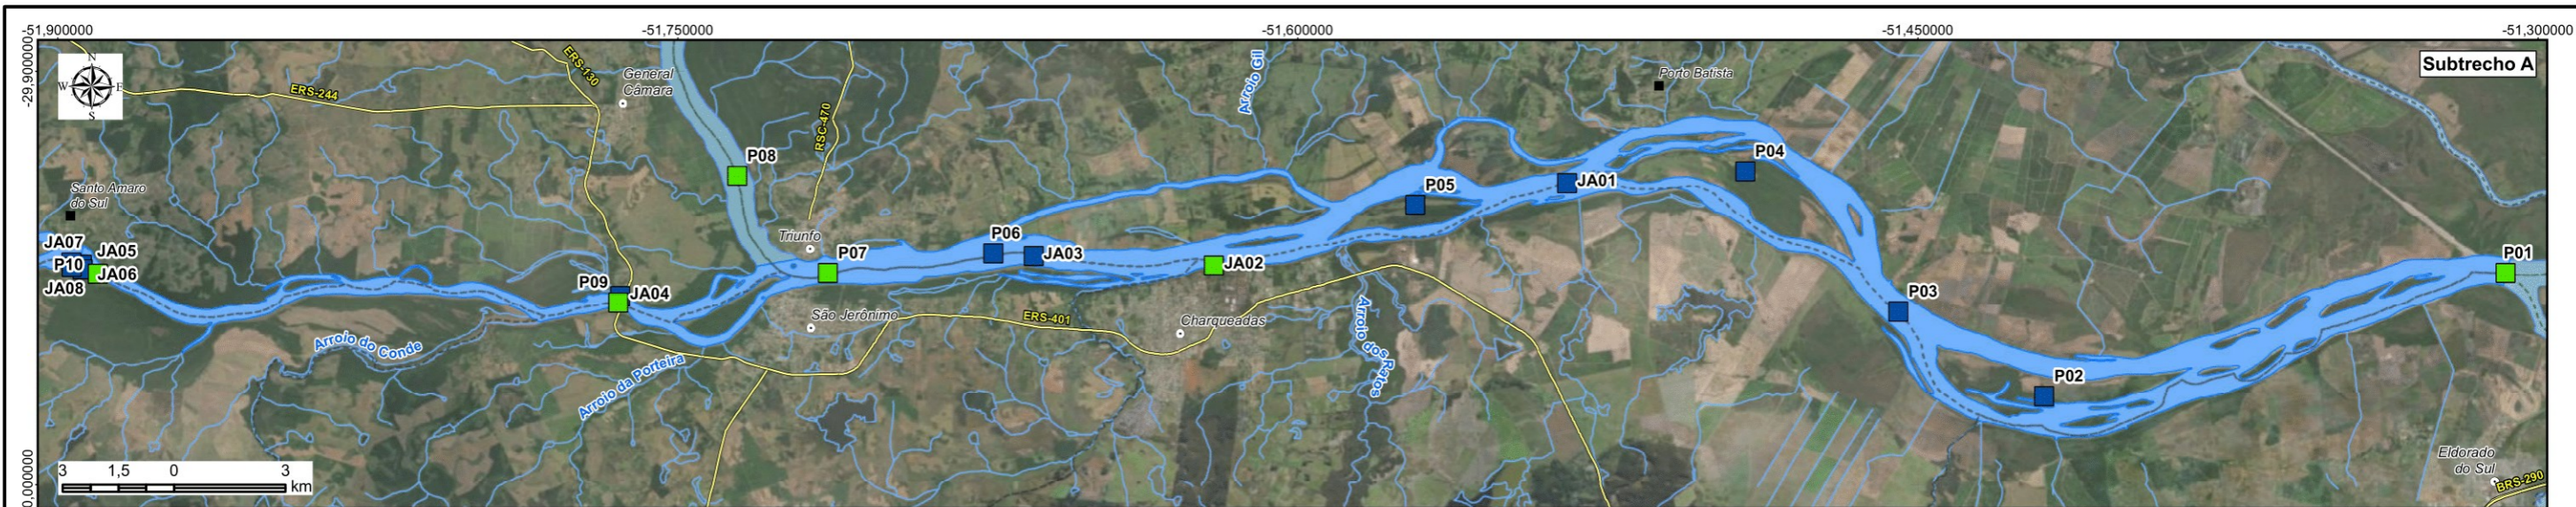 -51,900000
-51,750000
-51,600000
-51,450000
-51,300000
-29,900000
N
W
E
S
Subtrecho A
ERS-244
ERS-130
General
Câmara
RSC-470
Arroio Gil
Porto Batista
P08
P04
Santo Amaro
do Sul
P05
JA01
Triunfo
P06
P07
JA03
JA02
JA07
JA05
P10
JA06
JA08
P09
JA04
P01
P03
São Jerônimo
ERS-401
Charqueadas
Arroio dos Ratos
Arroio do Conde
Arroio da Porteira
P02
Eldorado
do Sul
BRS-290
3 1,5 0 3
km